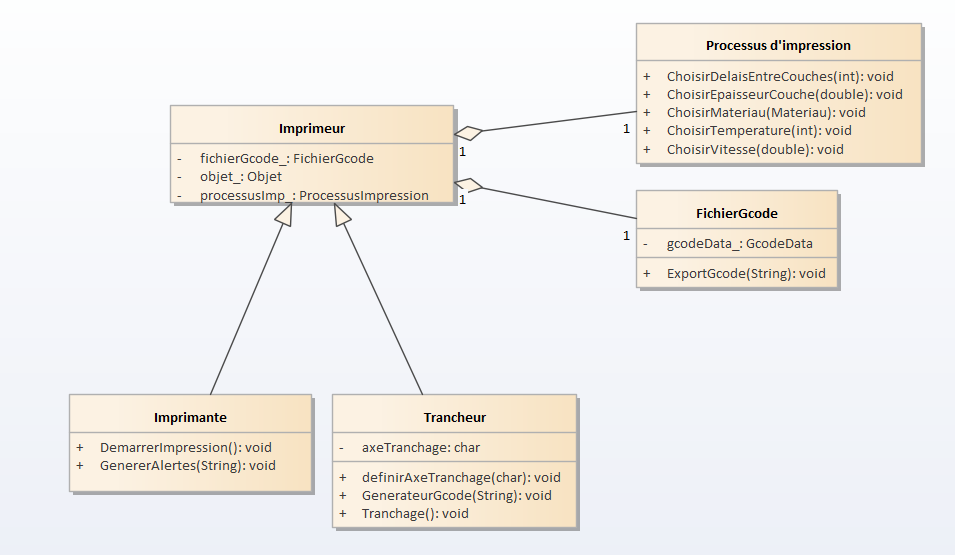 Imprimeur
- fichierGcode_: FichierGcode
- objet_: Objet
- processusImp_: ProcessusImpression
1
1
1
1
Processus d'impression
+ ChoisirDelaisEntreCouches(int): void
+ ChoisirEpaisseurCouche(double): void
+ ChoisirMateriau(Materiau): void
+ ChoisirTemperature(int): void
+ ChoisirVitesse(double): void
FichierGcode
- gcodeData_: GcodeData
+ ExportGcode(String): void
Imprimante
+ DemarrerImpression(): void
+ GenererAlertes(String): void
Trancheur
- axeTranchage: char
+ definirAxeTranchage(char): void
+ GenerateurGcode(String): void
+ Tranchage(): void